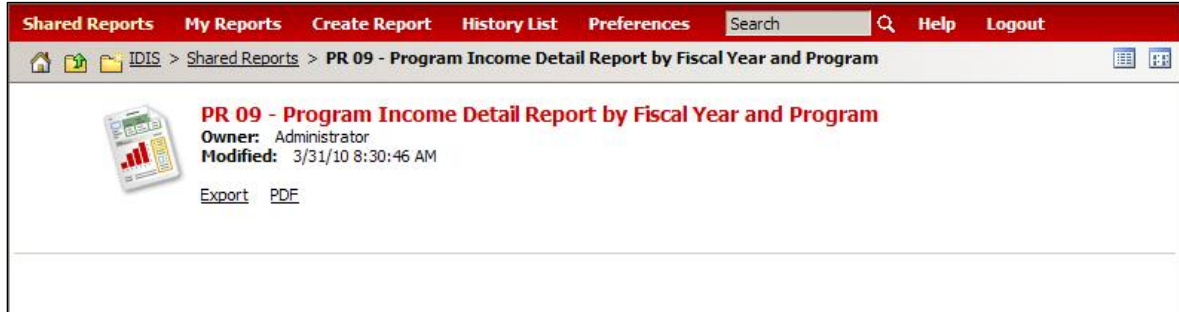 Shared Reports My Reports Create Report History List Preferences Search Help Logout
IDIS > Shared Reports > PR 09 - Program Income Detail Report by Fiscal Year and Program
PR 09 - Program Income Detail Report by Fiscal Year and Program
Owner: Administrator
Modified: 3/31/10 8:30:46 AM
Export PDF